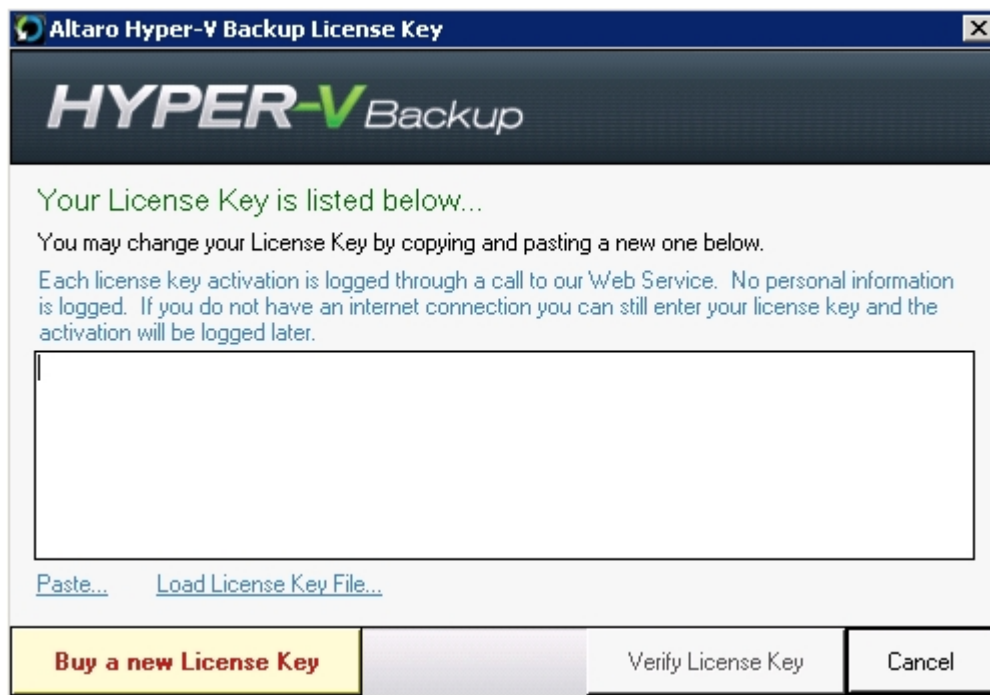 Altaro Hyper-V Backup License Key
HYPER-V Backup
Your License Key is listed below...
You may change your License Key by copying and pasting a new one below.
Each license key activation is logged through a call to our Web Service.  No personal information
is logged.  If you do not have an internet connection you can still enter your license key and the
activation will be logged later.
Paste...    Load License Key File...
Buy a new License Key    Verify License Key    Cancel